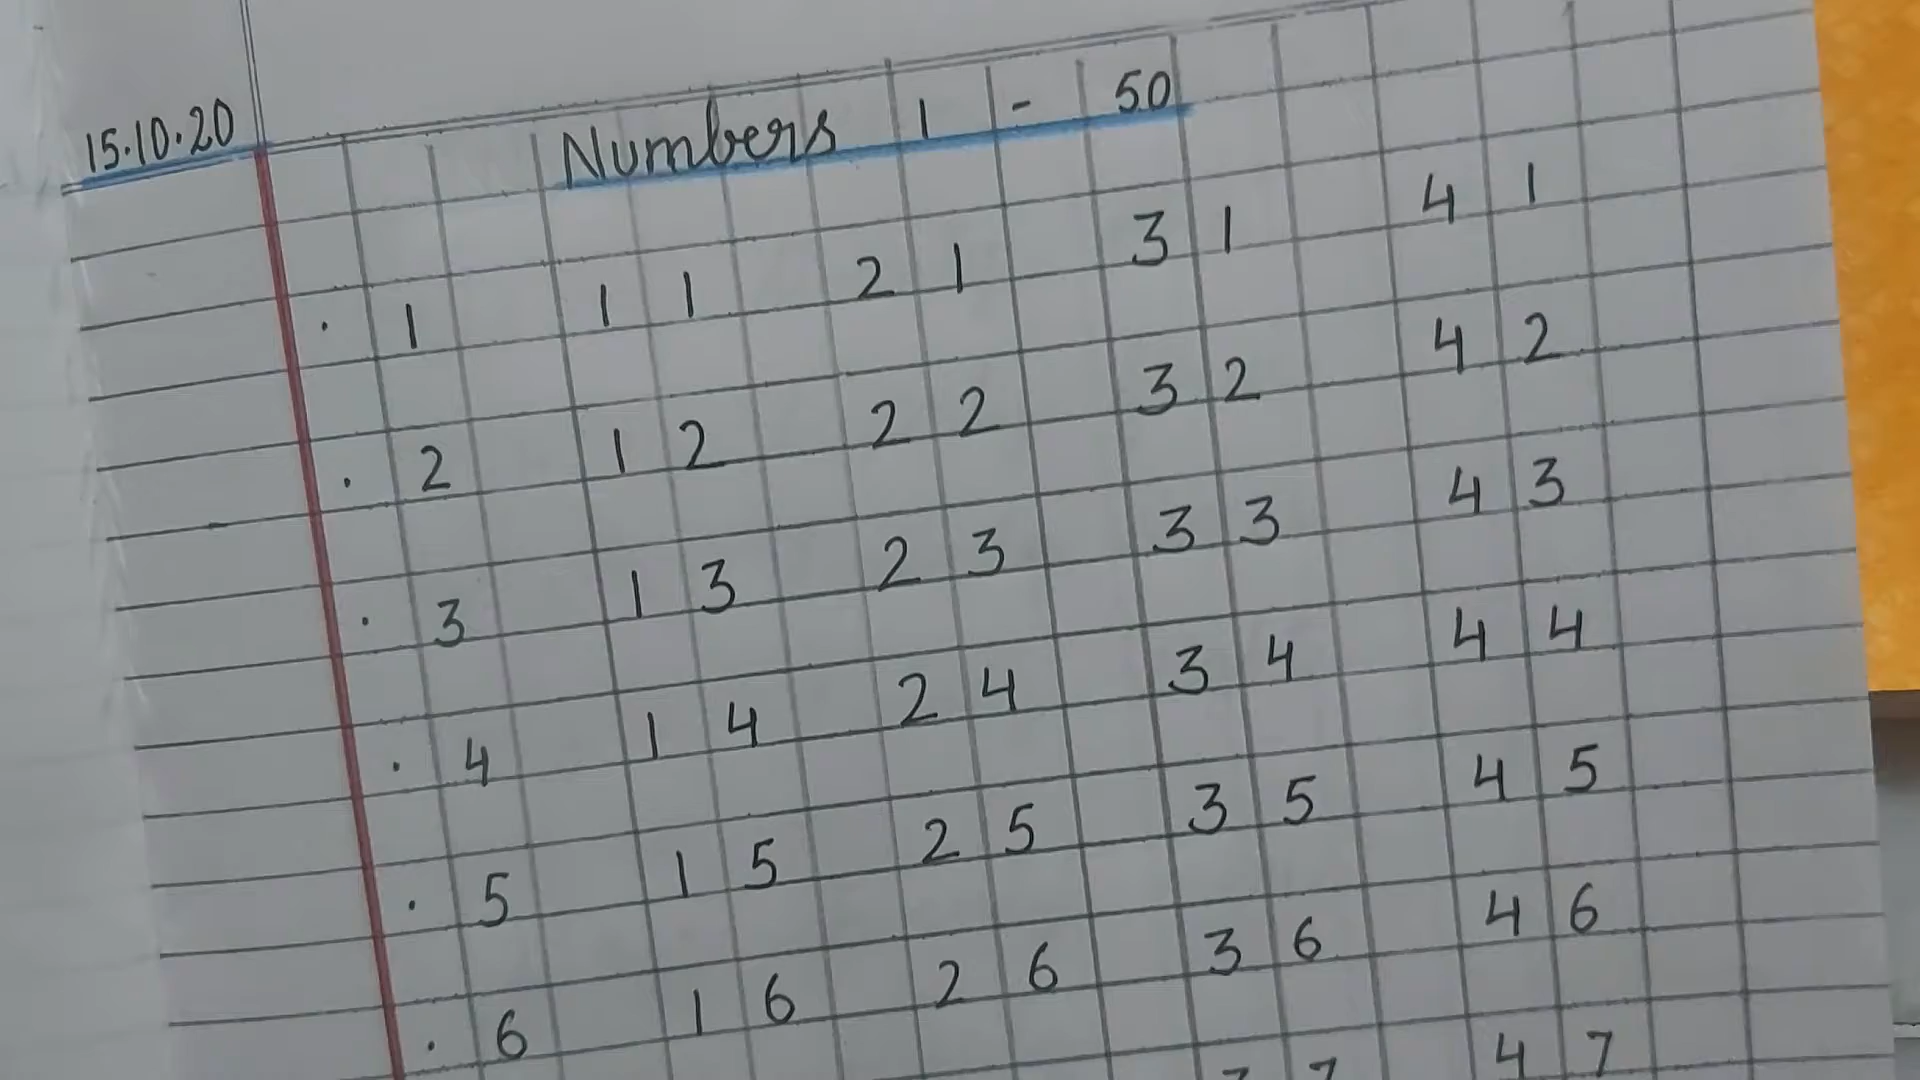 15.10.20
Numbers 1 - 50
. 1 11 21 31 41
. 2 12 22 32 42
. 3 13 23 33 43
. 4 14 24 34 44
. 5 15 25 35 45
. 6 16 26 36 46
47